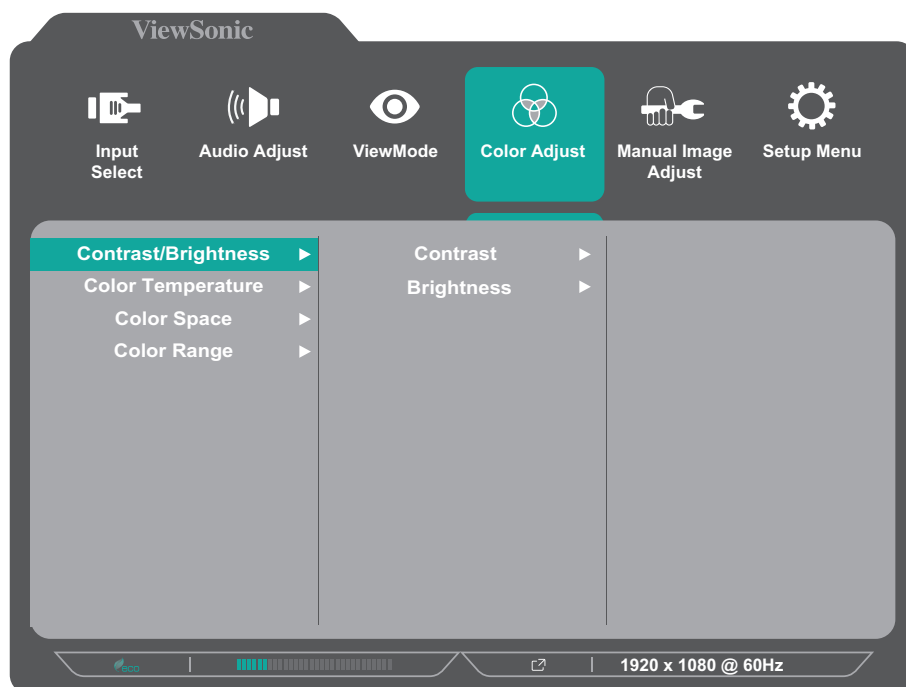 ViewSonic
Input Select
Audio Adjust
ViewMode
Color Adjust
Manual Image Adjust
Setup Menu
Contrast/Brightness
Color Temperature
Color Space
Color Range
Contrast
Brightness
eco
1920 x 1080 @ 60Hz